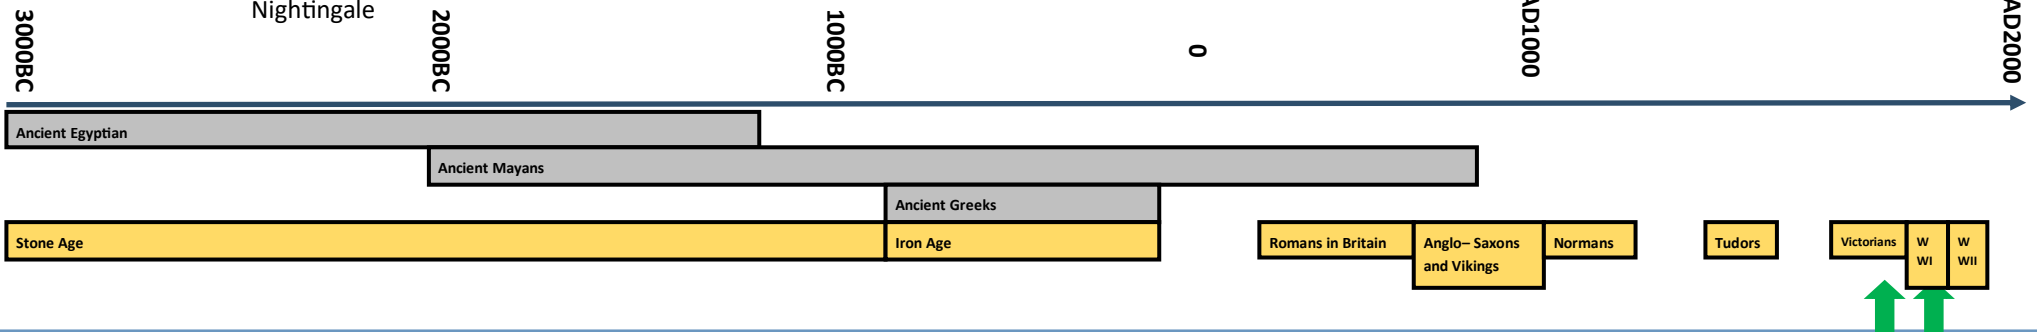 Nightingale
3000BC
2000BC
1000BC
0
AD1000
AD2000
Ancient Egyptian
Ancient Mayans
Ancient Greeks
Stone Age
Iron Age
Romans in Britain
Anglo– Saxons
and Vikings
Normans
Tudors
Victorians
W
WI
W
WII